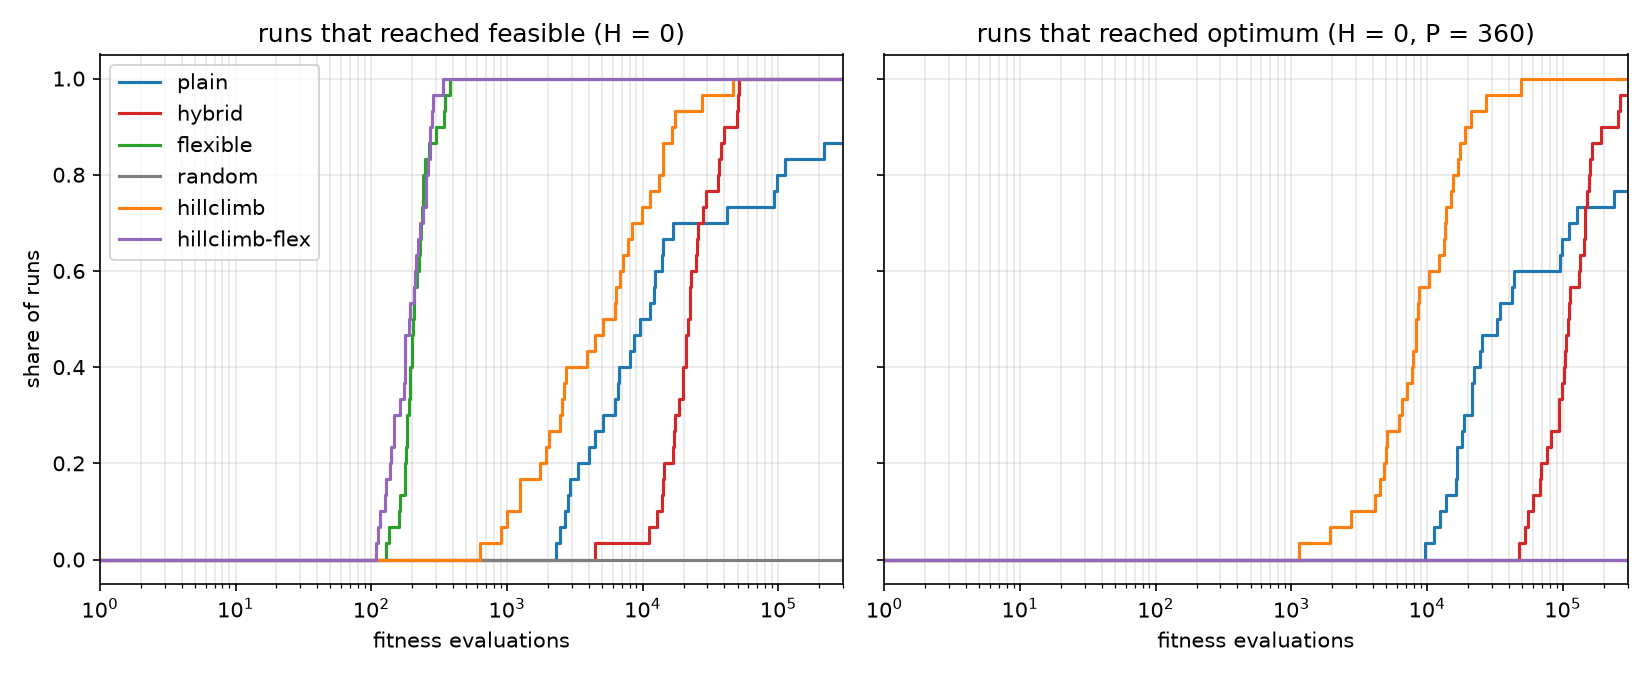 runs that reached feasible (H = 0)
runs that reached optimum (H = 0, P = 360)
plain
hybrid
flexible
random
hillclimb
hillclimb-flex
share of runs
1.0
0.8
0.6
0.4
0.2
0.0
10⁰ 10¹ 10² 10³ 10⁴ 10⁵
10⁰ 10¹ 10² 10³ 10⁴ 10⁵
fitness evaluations
fitness evaluations